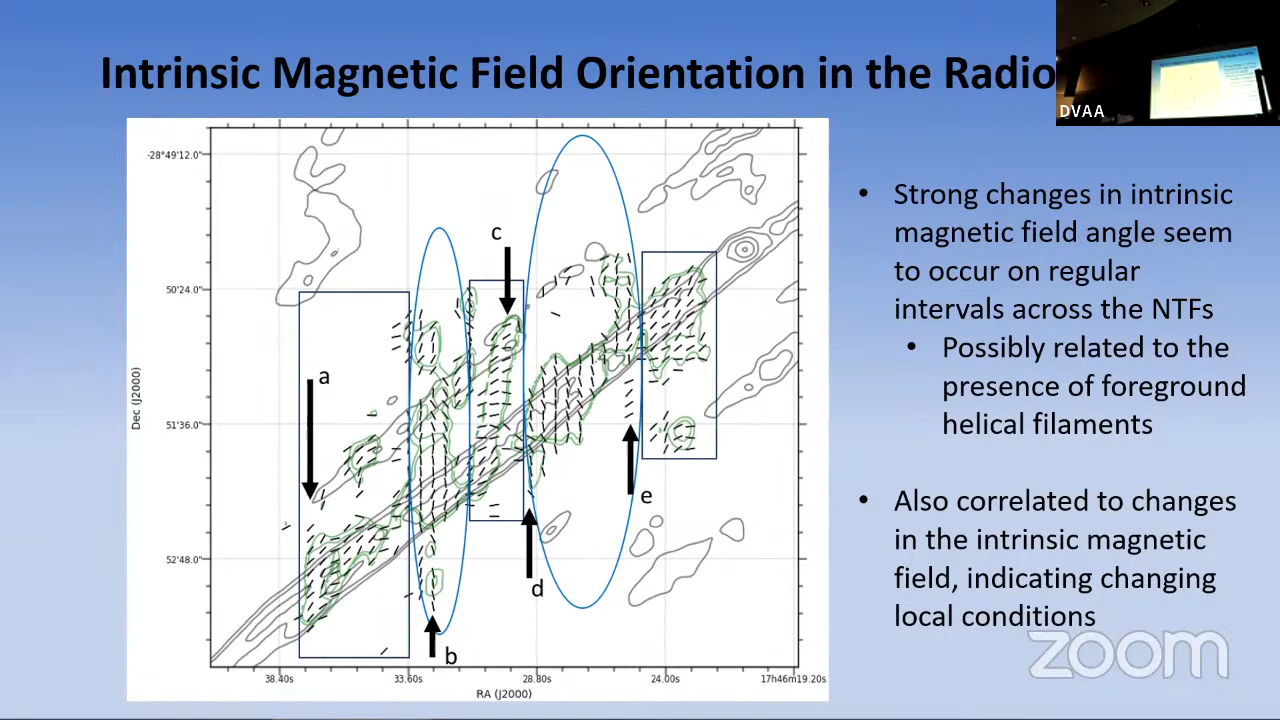 Intrinsic Magnetic Field Orientation in the Radio
DVAA
-28°49'12.0"
50'24.0"
51'36.0"
52'48.0"
Dec (J2000)
38.40s
33.60s
28.80s
24.00s
17h46m19.20s
RA (J2000)
a
b
c
d
e
• Strong changes in intrinsic
magnetic field angle seem
to occur on regular
intervals across the NTFs
• Possibly related to the
presence of foreground
helical filaments
• Also correlated to changes
in the intrinsic magnetic
field, indicating changing
local conditions
zoom